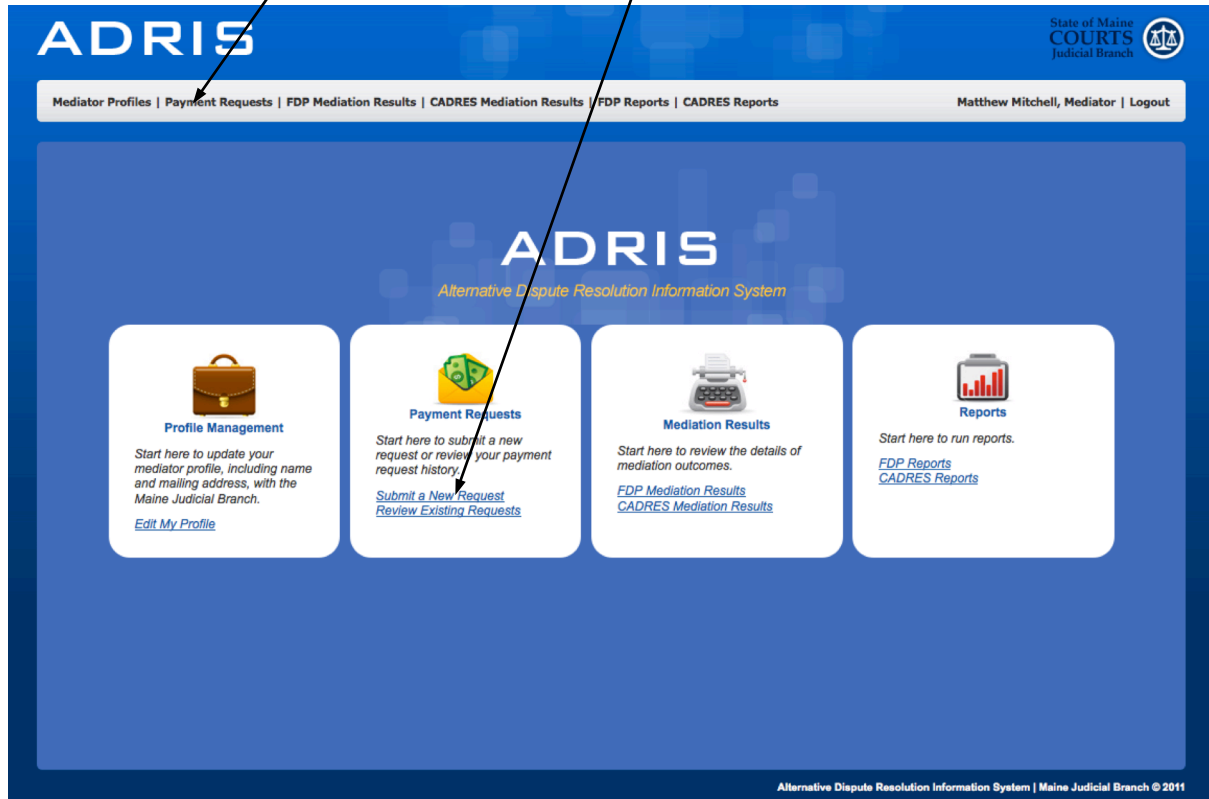 ADRIS
State of Maine
COURTS
Judicial Branch
Mediator Profiles | Payment Requests | FDP Mediation Results | CADRES Mediation Results | FDP Reports | CADRES Reports
Matthew Mitchell, Mediator | Logout
ADRIS
Alternative Dispute Resolution Information System
Profile Management
Start here to update your
mediator profile, including name
and mailing address, with the
Maine Judicial Branch.
Edit My Profile
Payment Requests
Start here to submit a new
request or review your payment
request history.
Submit a New Request
Review Existing Requests
Mediation Results
Start here to review the details of
mediation outcomes.
FDP Mediation Results
CADRES Mediation Results
Reports
Start here to run reports.
FDP Reports
CADRES Reports
Alternative Dispute Resolution Information System | Maine Judicial Branch © 2011